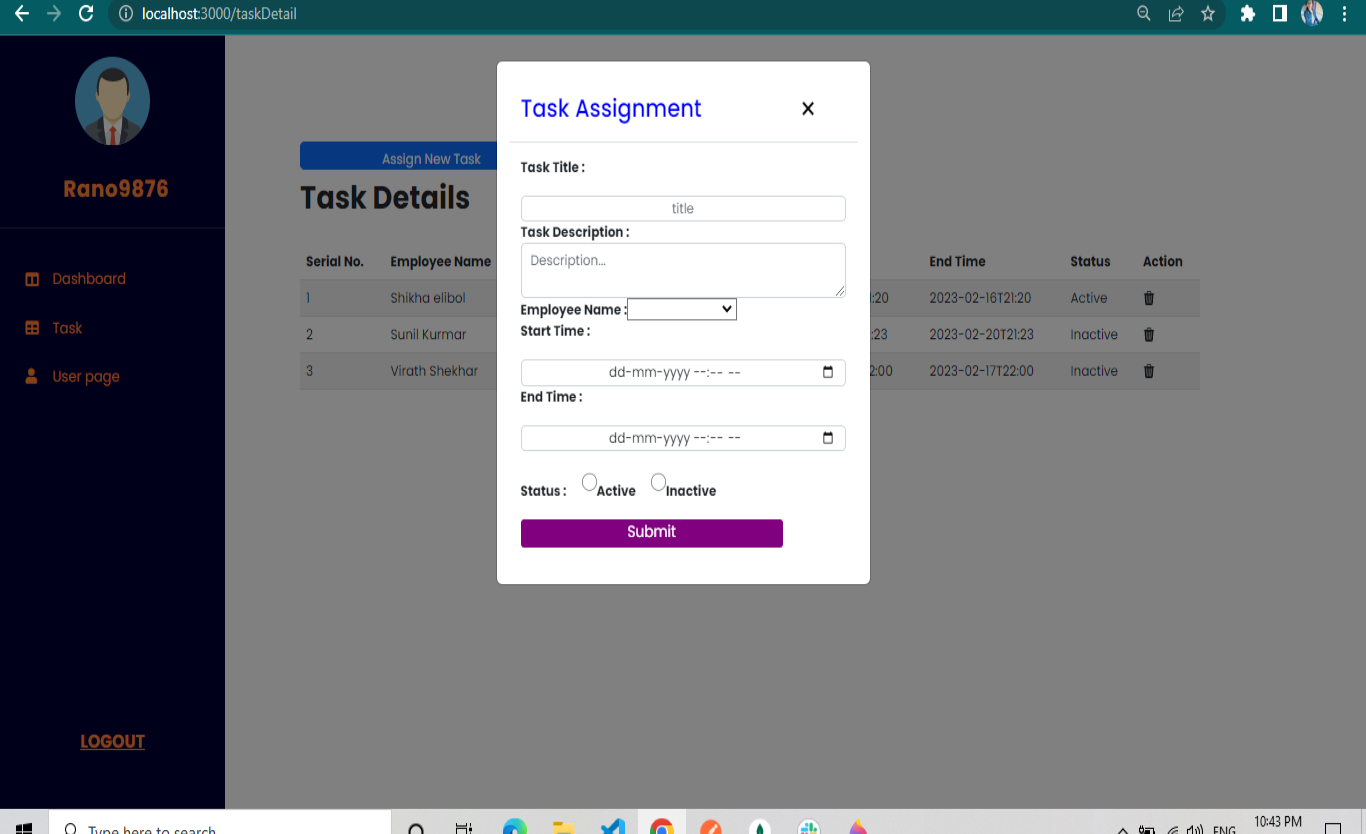 localhost:3000/taskDetail
Rano9876
Dashboard
Task
User page
LOGOUT
Assign New Task
Task Details
Serial No. Employee Name End Time Status Action
1 Shikha elibol :20 2023-02-16T21:20 Active
2 Sunil Kurmar :23 2023-02-20T21:23 Inactive
3 Virath Shekhar 2:00 2023-02-17T22:00 Inactive
Task Assignment
Task Title :
title
Task Description :
Description...
Employee Name :
Start Time :
dd-mm-yyyy --:-- --
End Time :
dd-mm-yyyy --:-- --
Status : Active Inactive
Submit
Type here to search
ENG
10:43 PM